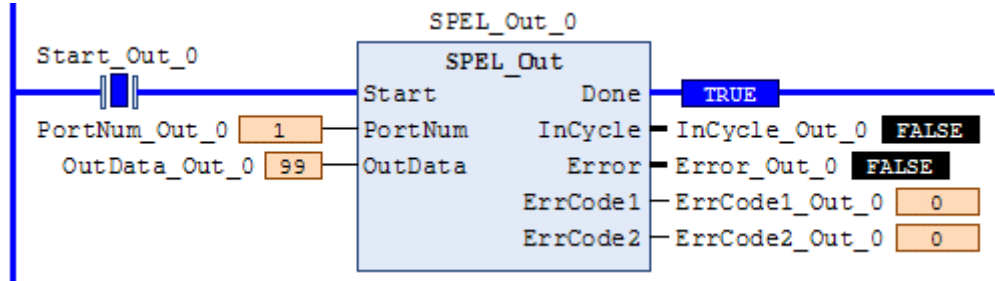 SPEL_Out_0
Start_Out_0 SPEL_Out
Start Done TRUE
PortNum_Out_0 1 PortNum InCycle InCycle_Out_0 FALSE
OutData_Out_0 99 OutData Error Error_Out_0 FALSE
ErrCode1 ErrCode1_Out_0 0
ErrCode2 ErrCode2_Out_0 0